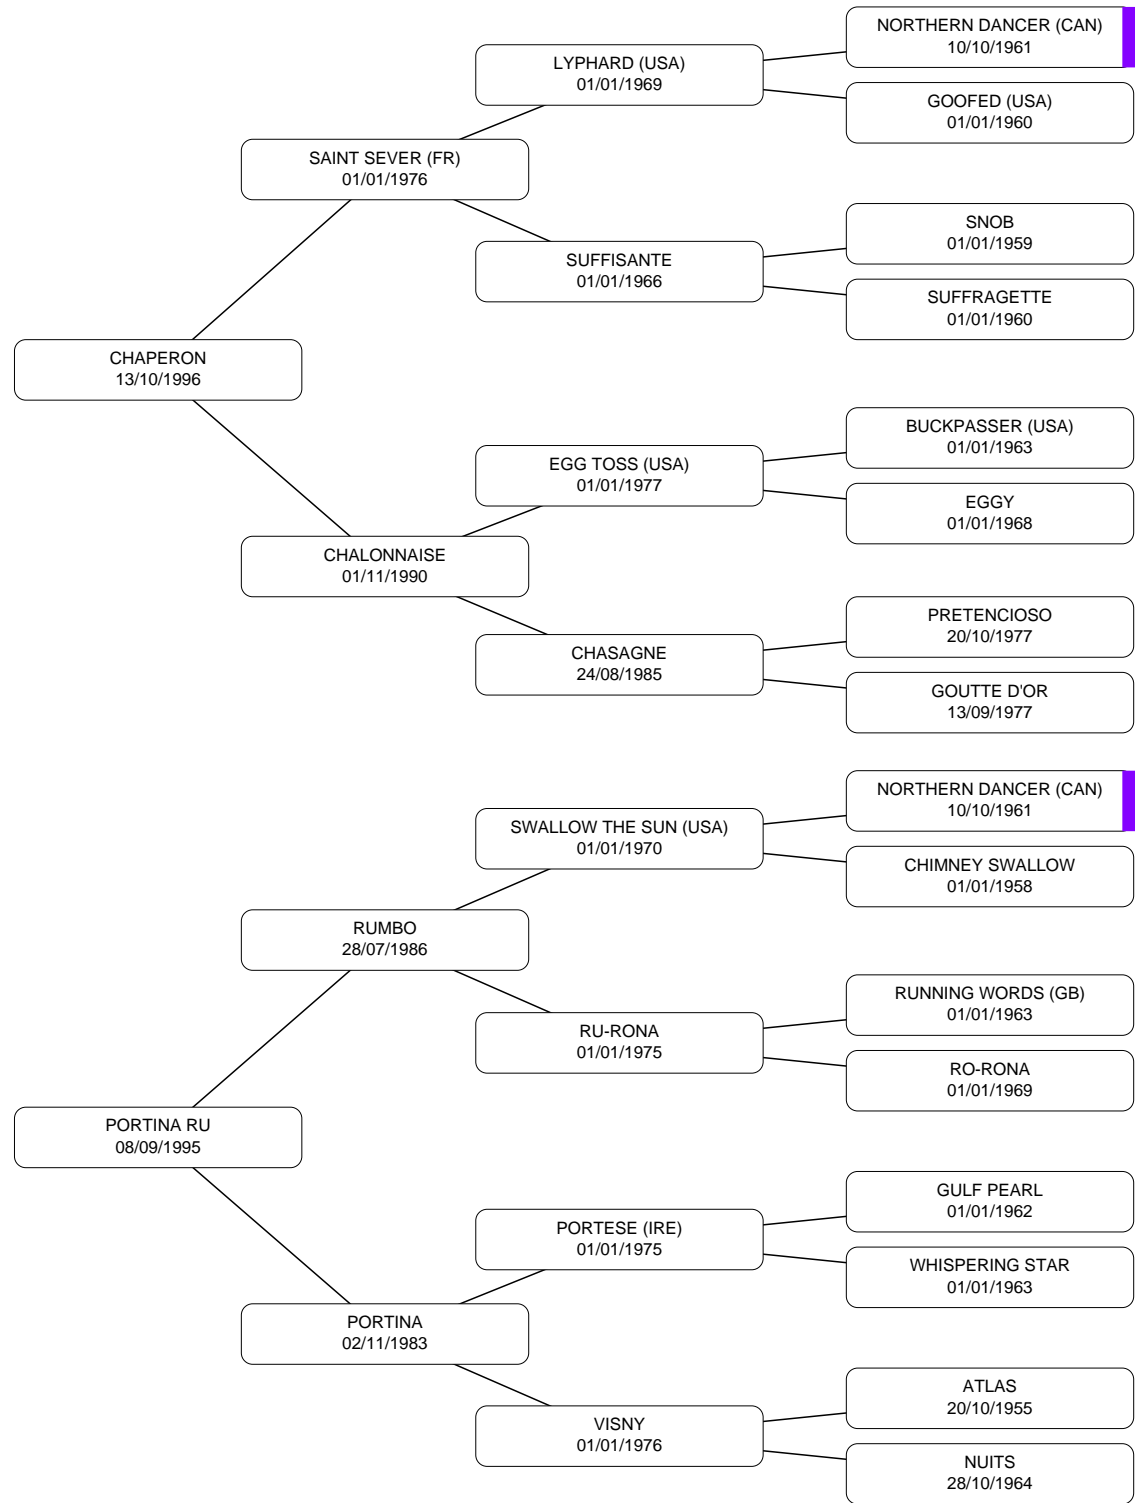 NORTHERN DANCER (CAN)
10/10/1961
LYPHARD (USA)
01/01/1969
GOOFED (USA)
01/01/1960
SAINT SEVER (FR)
01/01/1976
SNOB
01/01/1959
SUFFISANTE
01/01/1966
SUFFRAGETTE
01/01/1960
CHAPERON
13/10/1996
BUCKPASSER (USA)
01/01/1963
EGG TOSS (USA)
01/01/1977
EGGY
01/01/1968
CHALONNAISE
01/11/1990
PRETENCIOSO
20/10/1977
CHASAGNE
24/08/1985
GOUTTE D'OR
13/09/1977
NORTHERN DANCER (CAN)
10/10/1961
SWALLOW THE SUN (USA)
01/01/1970
CHIMNEY SWALLOW
01/01/1958
RUMBO
28/07/1986
RUNNING WORDS (GB)
01/01/1963
RU-RONA
01/01/1975
RO-RONA
01/01/1969
PORTINA RU
08/09/1995
GULF PEARL
01/01/1962
PORTESE (IRE)
01/01/1975
WHISPERING STAR
01/01/1963
PORTINA
02/11/1983
ATLAS
20/10/1955
VISNY
01/01/1976
NUITS
28/10/1964